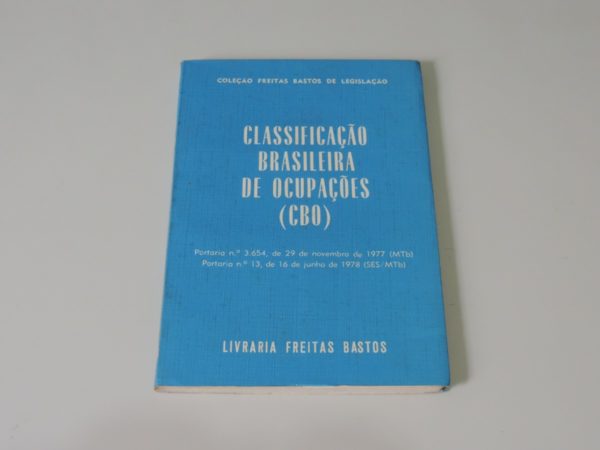 COLEÇÃO FREITAS BASTOS DE LEGISLAÇÃO
CLASSIFICAÇÃO
BRASILEIRA
DE OCUPAÇÕES
(CBO)
Portaria n.º 3.654, de 29 de novembro de 1977 (MTb)
Portaria n.º 13, de 16 de junho de 1978 (SES/MTb)
LIVRARIA FREITAS BASTOS